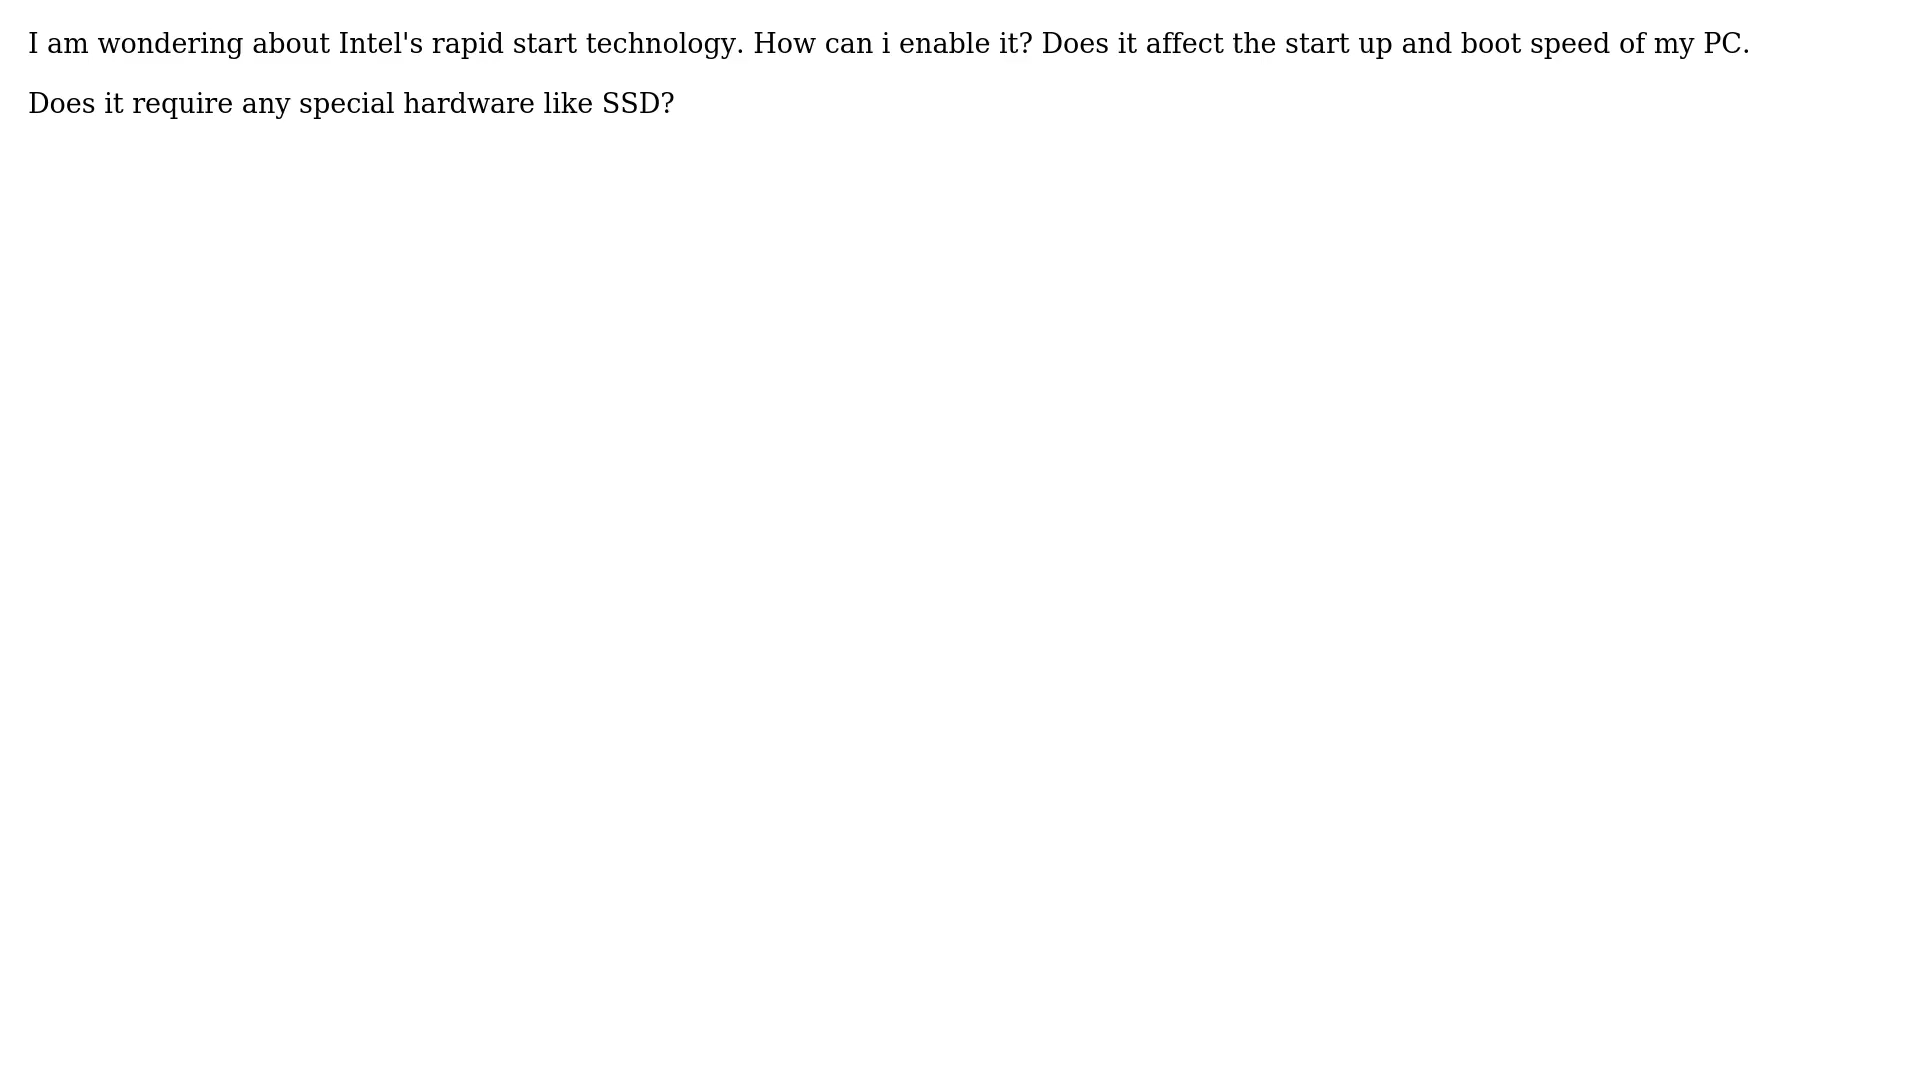 I am wondering about Intel's rapid start technology. How can i enable it? Does it affect the start up and boot speed of my PC.
Does it require any special hardware like SSD?